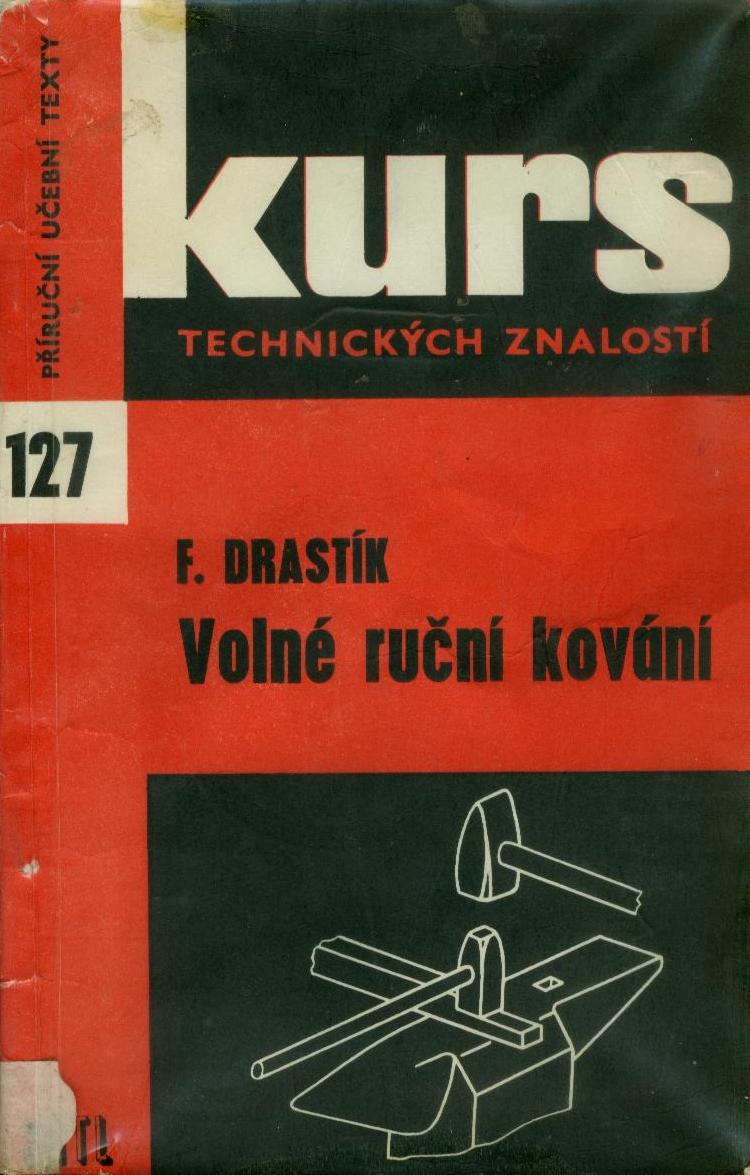 PŘÍRUČNÍ UČEBNÍ TEXTY
kurs
TECHNICKÝCH ZNALOSTÍ
127
F. DRASTÍK
Volné ruční kování